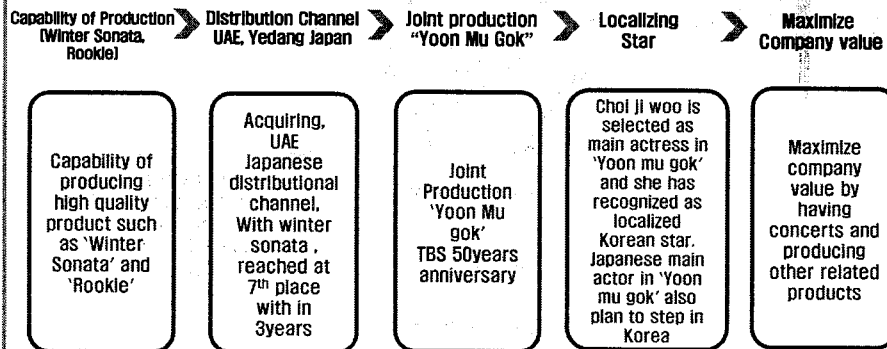 Capability of Production
(Winter Sonata,
Rookie)
Distribution Channel
UAE, Yedang Japan
Joint production
"Yoon Mu Gok"
Localizing
Star
Maximize
Company value
Capability of
producing
high quality
product such
as 'Winter
Sonata' and
'Rookie'
Acquiring,
UAE
Japanese
distributional
channel,
With winter
sonata ,
reached at
7th place
with in
3years
Joint
Production
'Yoon Mu
gok'
TBS 50years
anniversary
Choi ji woo is
selected as
main actress in
'Yoon mu gok'
and she has
recognized as
localized
Korean star.
Japanese main
actor in 'Yoon
mu gok' also
plan to step in
Korea
Maximize
company
value by
having
concerts and
producing
other related
products